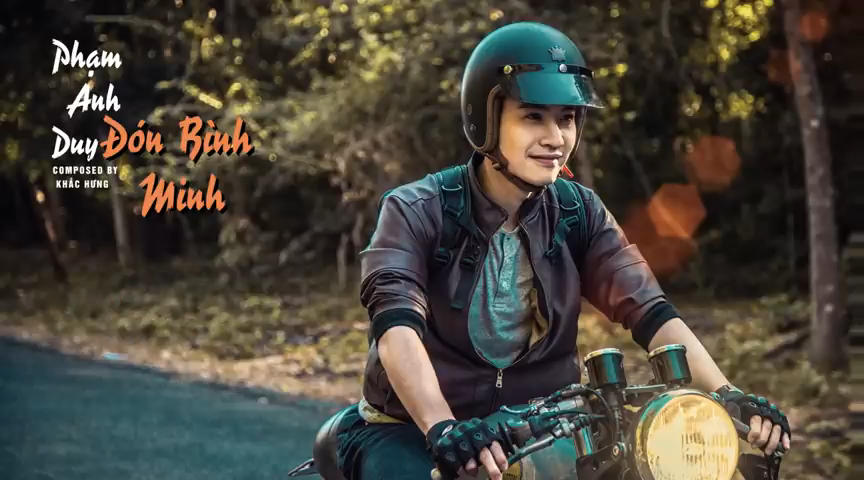 Phạm
Anh
Duy
Đón Bình
Minh
COMPOSED BY
KHẮC HƯNG